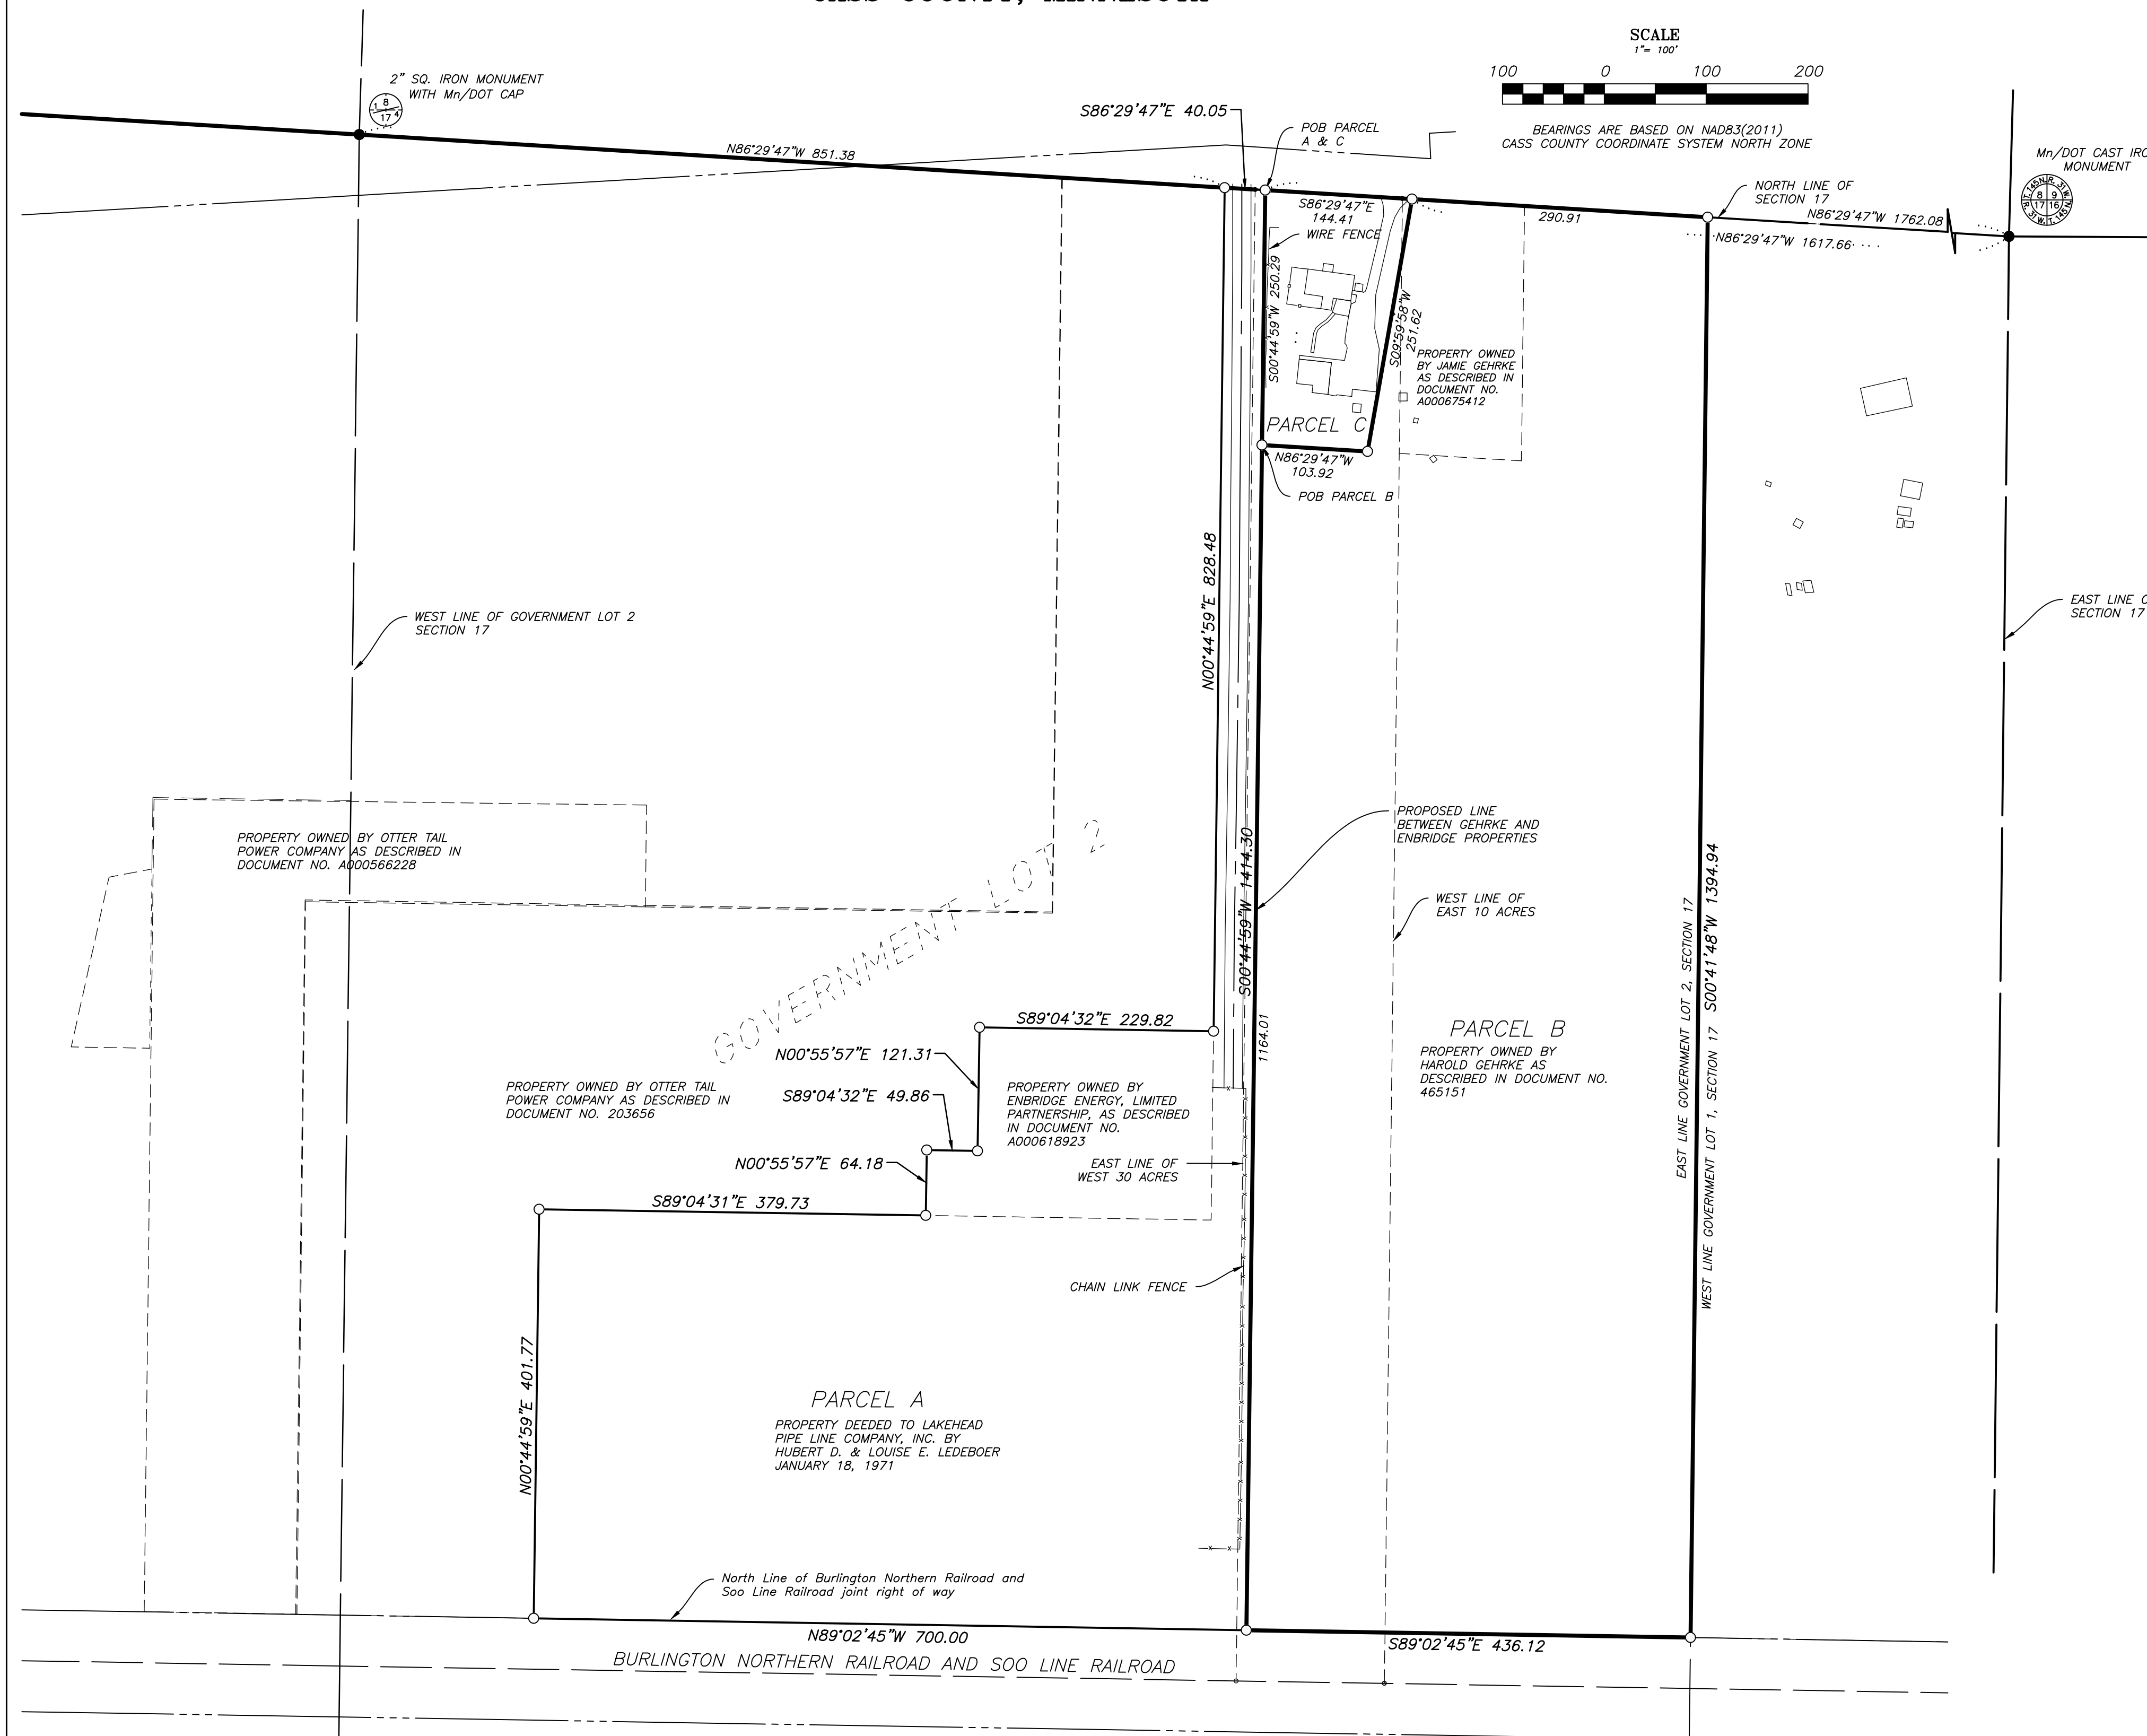 SCALE
1"= 100'
100 0 100 200
BEARINGS ARE BASED ON NAD83(2011)
CASS COUNTY COORDINATE SYSTEM NORTH ZONE
2" SQ. IRON MONUMENT
WITH Mn/DOT CAP
1 8
17 4
N86°29'47"W 851.38
S86°29'47"E 40.05
POB PARCEL
A & C
S86°29'47"E
144.41
WIRE FENCE
290.91
NORTH LINE OF
SECTION 17
N86°29'47"W 1762.08
N86°29'47"W 1617.66
MONUMENT
Mn/DOT CAST
T. 145 N. R. 31 W.
8 9
17 16
R. 31 W. T. 145 N.
S00°44'59"W 250.29
S09°59'58"W
251.62
PROPERTY OWNED
BY JAMIE GEHRKE
AS DESCRIBED IN
DOCUMENT NO.
A000675412
PARCEL C
N86°29'47"W
103.92
POB PARCEL B
N00°44'59"E 828.48
WEST LINE OF GOVERNMENT LOT 2
SECTION 17
EAST LINE
SECTION 17
PROPERTY OWNED BY OTTER TAIL
POWER COMPANY AS DESCRIBED IN
DOCUMENT NO. A000566228
GOVERNMENT LOT 2
PROPOSED LINE
BETWEEN GEHRKE AND
ENBRIDGE PROPERTIES
S00°44'59"W 1414.30
1164.01
WEST LINE OF
EAST 10 ACRES
EAST LINE GOVERNMENT LOT 2, SECTION 17
WEST LINE GOVERNMENT LOT 1, SECTION 17 S00°41'48"W 1394.94
S89°04'32"E 229.82
N00°55'57"E 121.31
S89°04'32"E 49.86
N00°55'57"E 64.18
S89°04'31"E 379.73
PROPERTY OWNED BY OTTER TAIL
POWER COMPANY AS DESCRIBED IN
DOCUMENT NO. 203656
PROPERTY OWNED BY
ENBRIDGE ENERGY, LIMITED
PARTNERSHIP, AS DESCRIBED
IN DOCUMENT NO.
A000618923
EAST LINE OF
WEST 30 ACRES
PARCEL B
PROPERTY OWNED BY
HAROLD GEHRKE AS
DESCRIBED IN DOCUMENT NO.
465151
CHAIN LINK FENCE
N00°44'59"E 401.77
PARCEL A
PROPERTY DEEDED TO LAKEHEAD
PIPE LINE COMPANY, INC. BY
HUBERT D. & LOUISE E. LEDEBOER
JANUARY 18, 1971
North Line of Burlington Northern Railroad and
Soo Line Railroad joint right of way
N89°02'45"W 700.00
S89°02'45"E 436.12
BURLINGTON NORTHERN RAILROAD AND SOO LINE RAILROAD